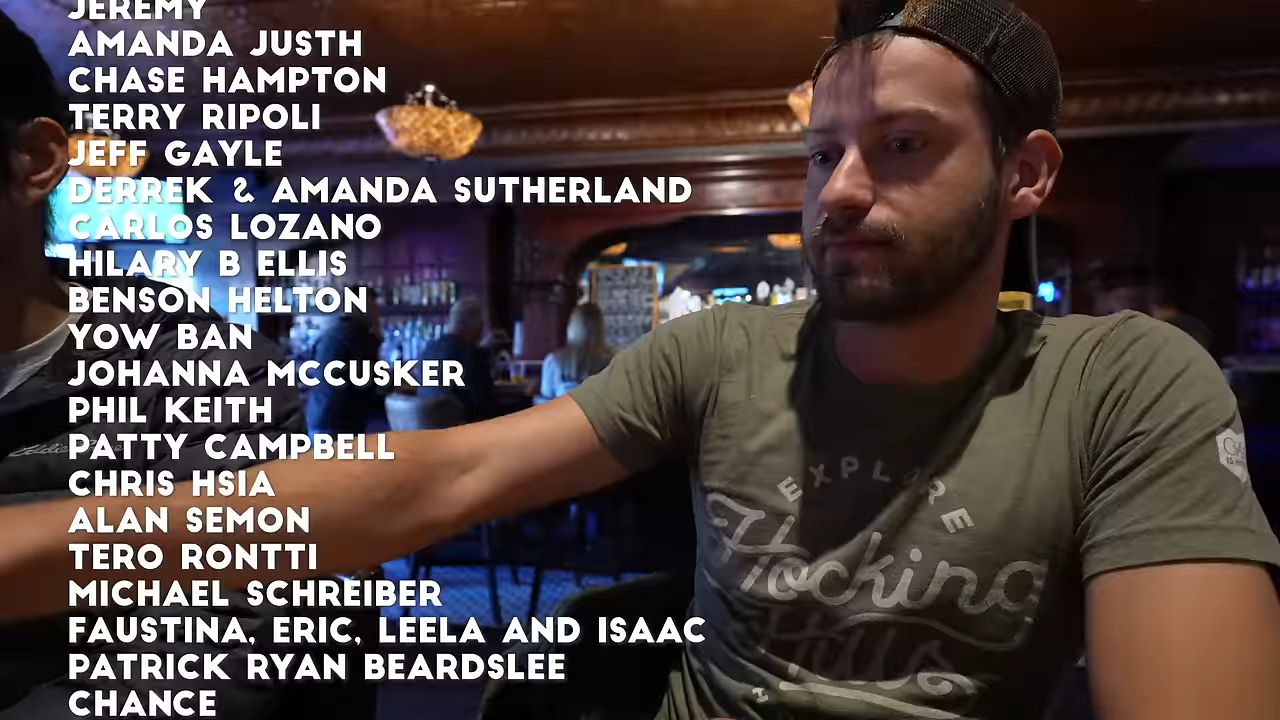 JEREMY
AMANDA JUSTH
CHASE HAMPTON
TERRY RIPOLI
JEFF GAYLE
DERREK & AMANDA SUTHERLAND
CARLOS LOZANO
HILARY B ELLIS
BENSON HELTON
YOW BAN
JOHANNA MCCUSKER
PHIL KEITH
PATTY CAMPBELL
CHRIS HSIA
ALAN SEMON
TERO RONTTI
MICHAEL SCHREIBER
FAUSTINA, ERIC, LEELA AND ISAAC
PATRICK RYAN BEARDSLEE
CHANCE
EXPLORE
Hocking
Hills